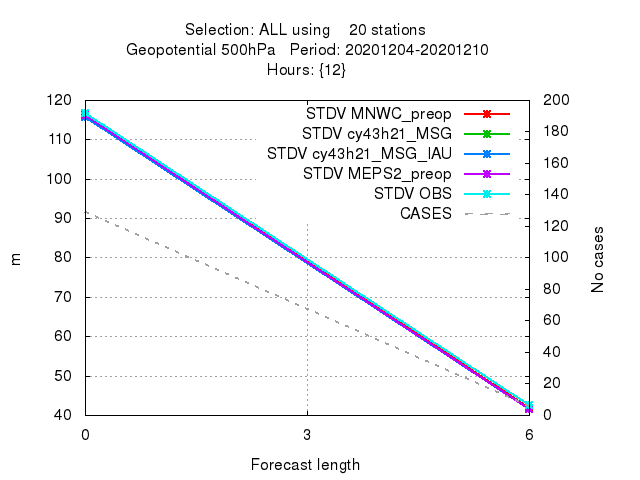 Selection: ALL using 20 stations
Geopotential 500hPa Period: 20201204-20201210
Hours: {12}
120 200
STDV MNWC_preop
180
STDV cy43h21_MSG
110
STDV cy43h21_MSG_IAU
160
STDV MEPS2_preop
100
140
STDV OBS
CASES
90
120
80 100
m
No cases
70
80
60
60
40
50
20
40 0
0 3 6
Forecast length